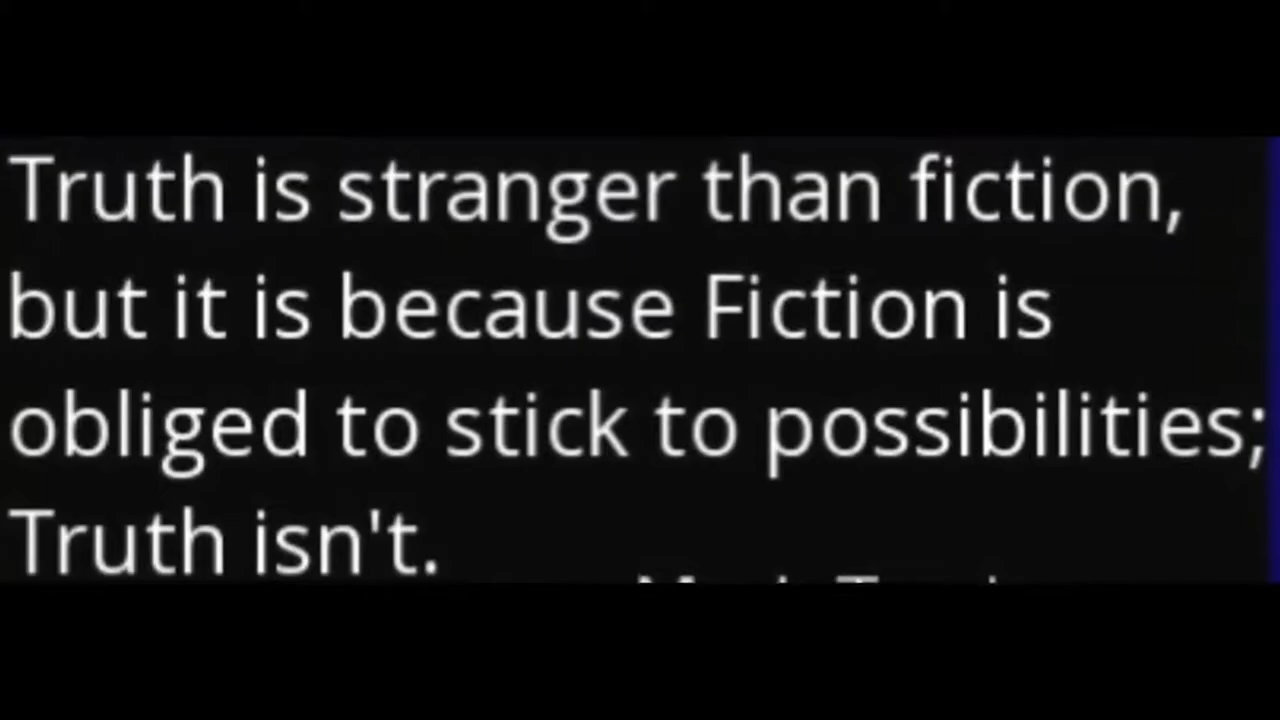 Truth is stranger than fiction,
but it is because Fiction is
obliged to stick to possibilities;
Truth isn't.